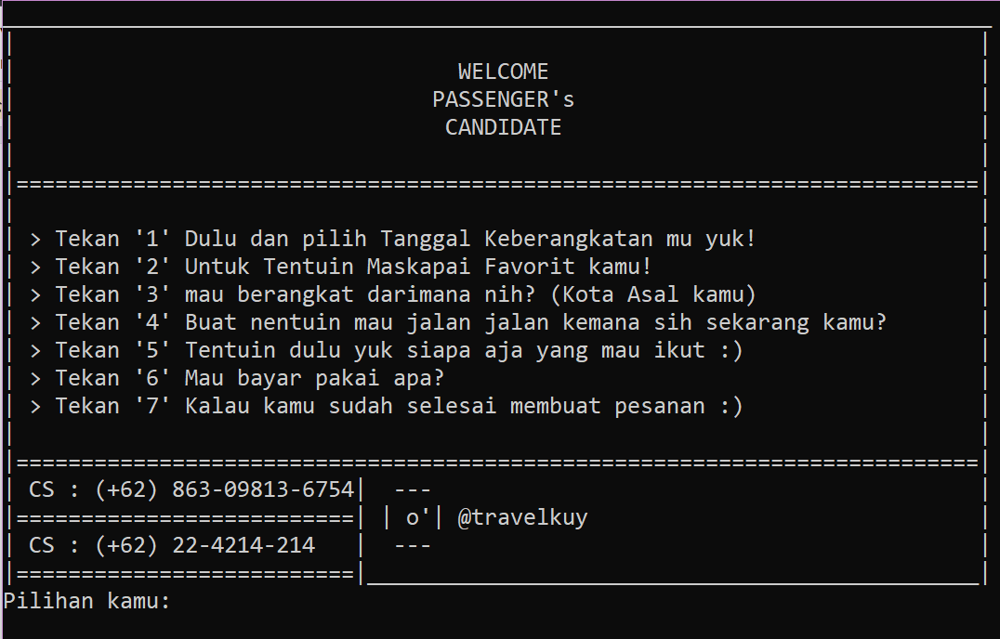 WELCOME
PASSENGER's
CANDIDATE
> Tekan '1' Dulu dan pilih Tanggal Keberangkatan mu yuk!
> Tekan '2' Untuk Tentuin Maskapai Favorit kamu!
> Tekan '3' mau berangkat darimana nih? (Kota Asal kamu)
> Tekan '4' Buat nentuin mau jalan jalan kemana sih sekarang kamu?
> Tekan '5' Tentuin dulu yuk siapa aja yang mau ikut :)
> Tekan '6' Mau bayar pakai apa?
> Tekan '7' Kalau kamu sudah selesai membuat pesanan :)
CS : (+62) 863-09813-6754
| o'| @travelkuy
CS : (+62) 22-4214-214
Pilihan kamu: